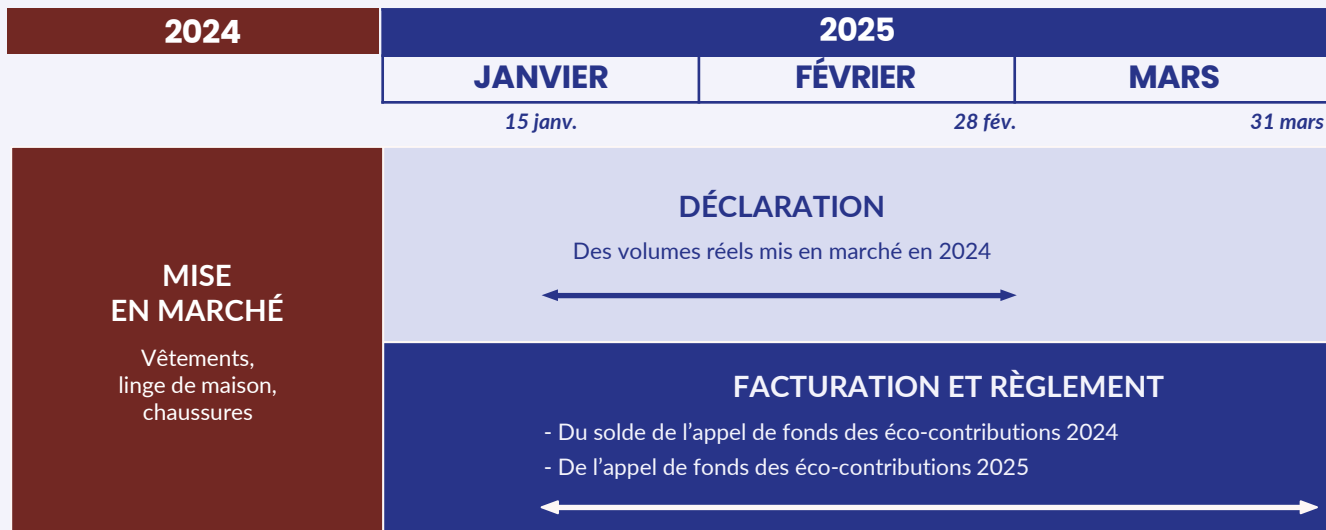 2024
2025
JANVIER
FÉVRIER
MARS
15 janv.
28 fév.
31 mars
MISE
EN MARCHÉ
Vêtements,
linge de maison,
chaussures
DÉCLARATION
Des volumes réels mis en marché en 2024
FACTURATION ET RÈGLEMENT
- Du solde de l’appel de fonds des éco-contributions 2024
- De l’appel de fonds des éco-contributions 2025